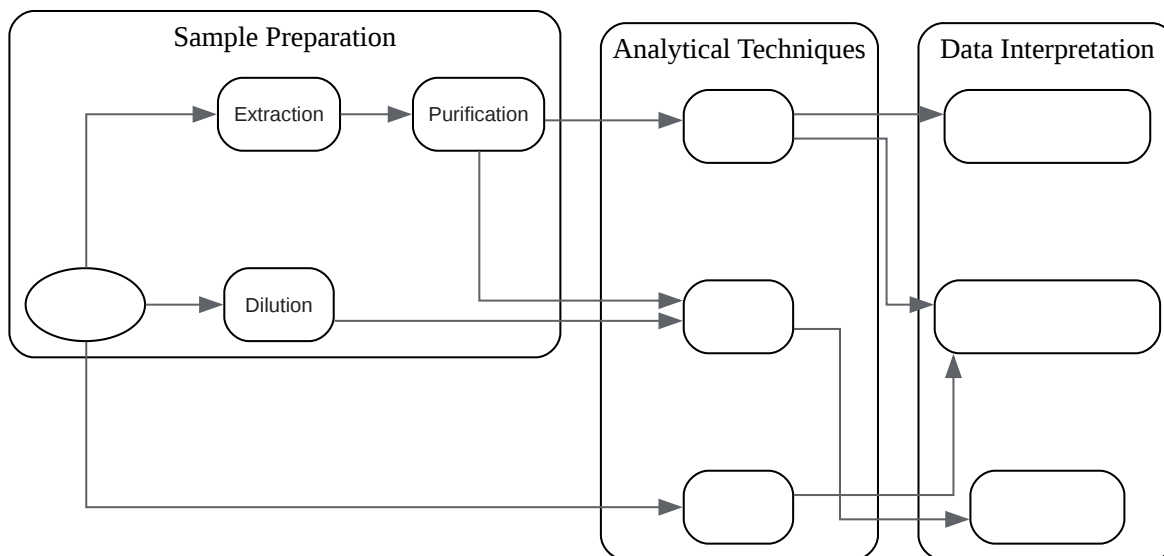 Sample Preparation
Analytical Techniques
Data Interpretation
Extraction
Purification
Dilution